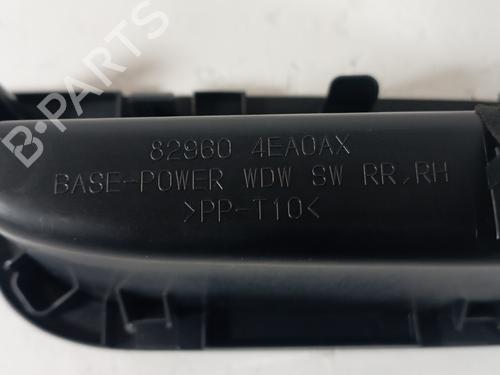 B-PARTS
82960 4EA0AX
BASE-POWER WDW SW RR,RH
>PP-T10<